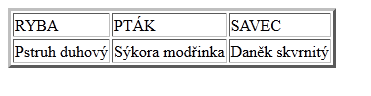 RYBA PTÁK SAVEC
Pstruh duhový Sýkora modřinka Daněk skvrnitý